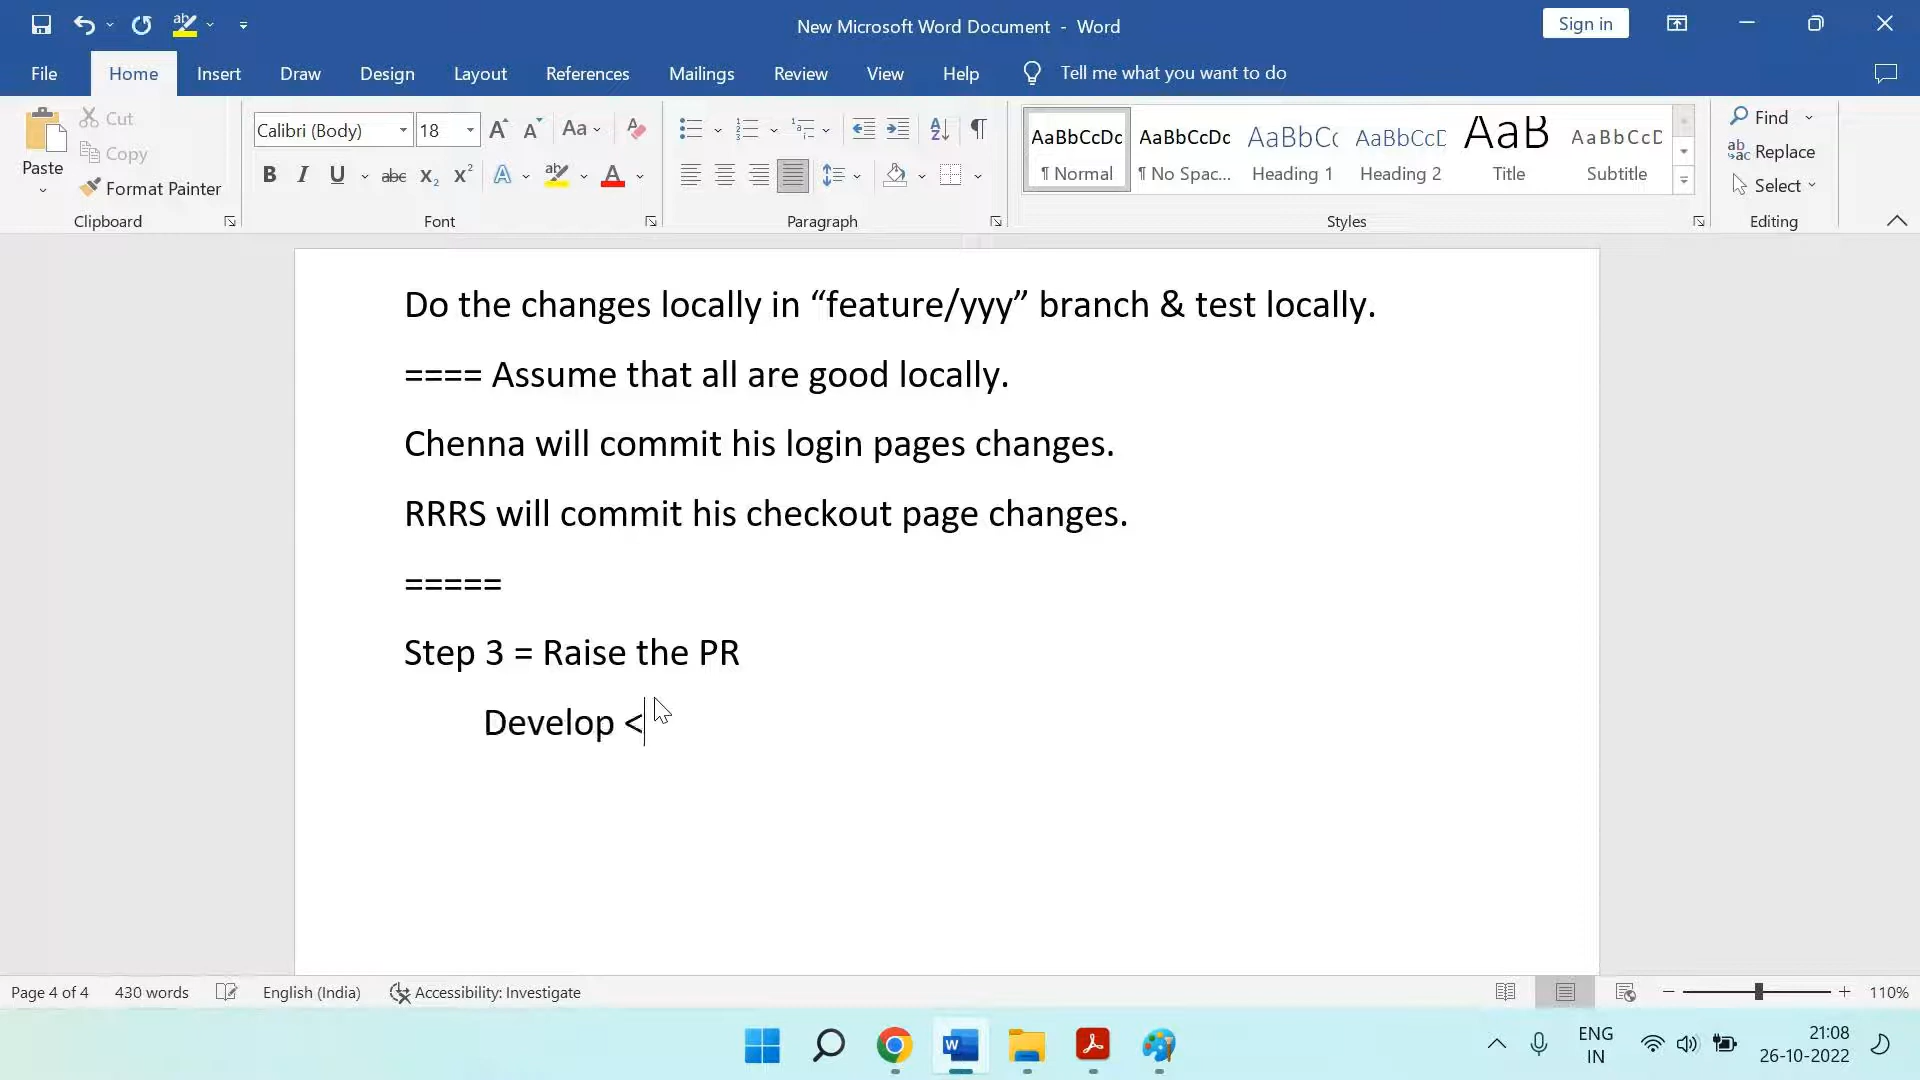 New Microsoft Word Document - Word
Sign in
File Home Insert Draw Design Layout References Mailings Review View Help Tell me what you want to do
Paste
Cut
Copy
Format Painter
Clipboard
Calibri (Body) 18
Font
Paragraph
AaBbCcDc AaBbCcDc AaBbCc AaBbCcD AaB AaBbCcD
¶ Normal ¶ No Spac... Heading 1 Heading 2 Title Subtitle
Styles
Find
Replace
Select
Editing
Do the changes locally in “feature/yyy” branch & test locally.
==== Assume that all are good locally.
Chenna will commit his login pages changes.
RRRS will commit his checkout page changes.
=====
Step 3 = Raise the PR
Develop <
Page 4 of 4 430 words English (India) Accessibility: Investigate 110%
ENG
IN
21:08
26-10-2022